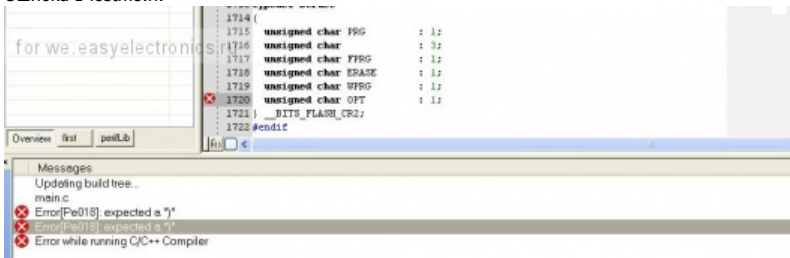 1714 {
1715 unsigned char PRG : 1;
1716 unsigned char : 3;
1717 unsigned char FPRG : 1;
1718 unsigned char ERASE : 1;
1719 unsigned char WPRG : 1;
1720 unsigned char OPT : 1;
1721 } __BITS_FLASH_CR2;
1722 #endif
for we.easyelectronics.ru
Overview first perifLib
Messages
Updating build tree...
main.c
Error[Pe018]: expected a ")"
Error[Pe018]: expected a ")"
Error while running C/C++ Compiler